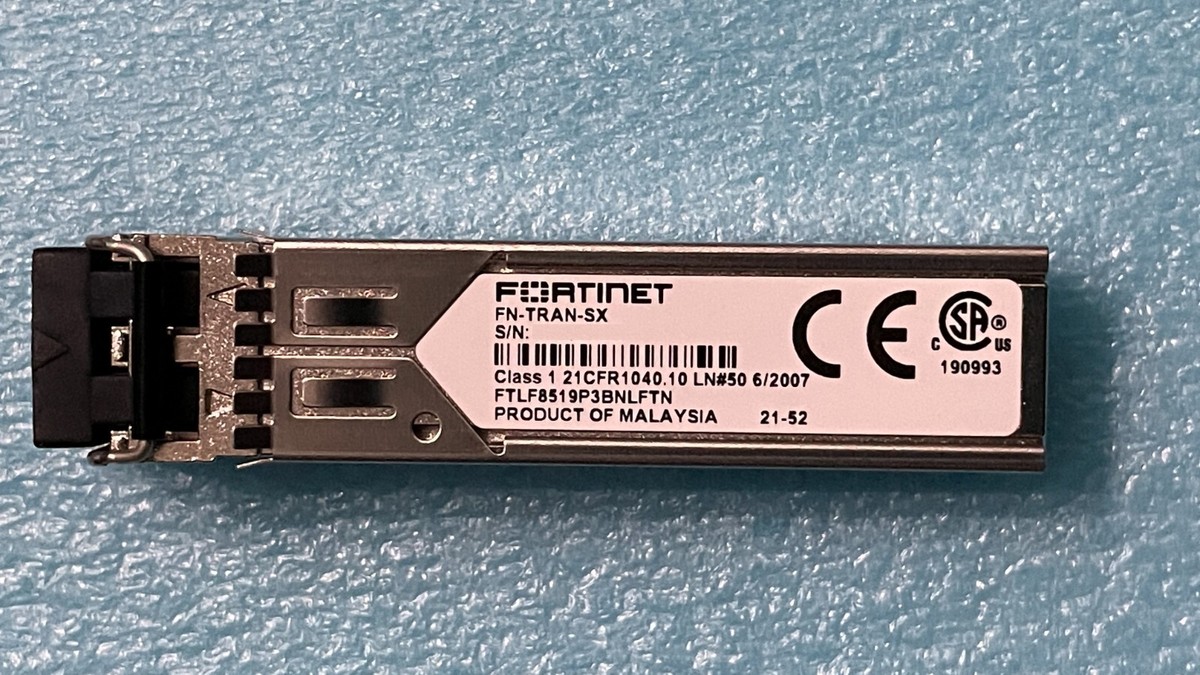 FORTINET
FN-TRAN-SX
S/N:
Class 1 21CFR1040.10 LN#50 6/2007
FTLF8519P3BNLFTN
PRODUCT OF MALAYSIA 21-52
CE
C SA ® US
190993